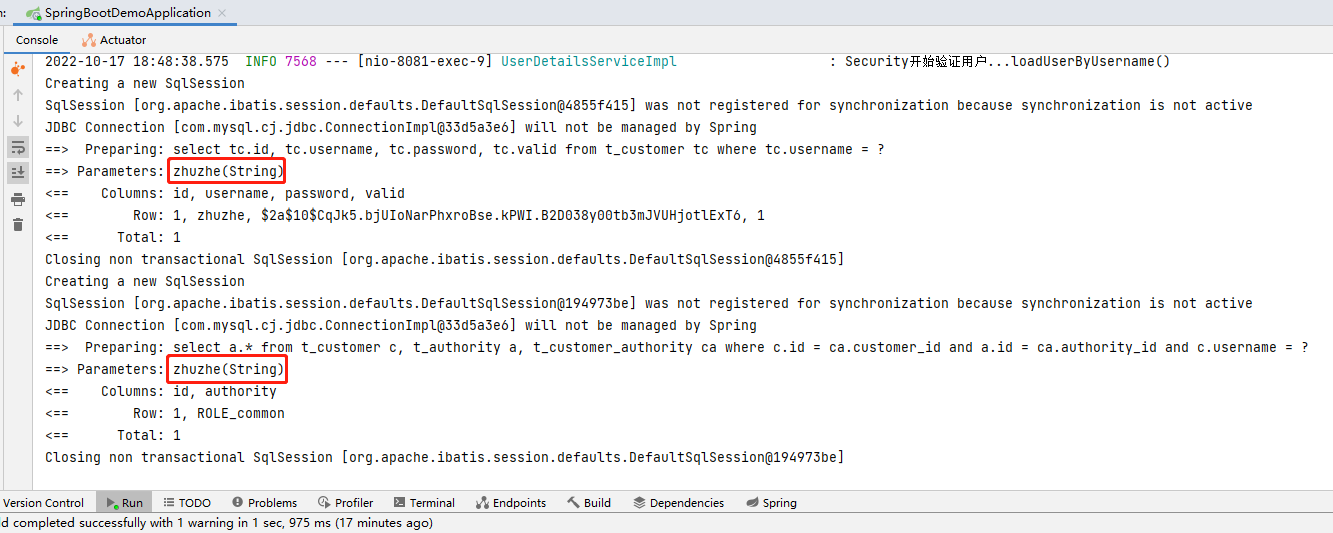 n: SpringBootDemoApplication ×
Console Actuator
2022-10-17 18:48:38.575 INFO 7568 --- [nio-8081-exec-9] UserDetailsServiceImpl : Security开始验证用户...loadUserByUsername()
Creating a new SqlSession
SqlSession [org.apache.ibatis.session.defaults.DefaultSqlSession@4855f415] was not registered for synchronization because synchronization is not active
JDBC Connection [com.mysql.cj.jdbc.ConnectionImpl@33d5a3e6] will not be managed by Spring
==> Preparing: select tc.id, tc.username, tc.password, tc.valid from t_customer tc where tc.username = ?
==> Parameters: zhuzhe(String)
<== Columns: id, username, password, valid
<== Row: 1, zhuzhe, $2a$10$CqJk5.bjUIoNarPhxroBse.kPWI.B2D038y00tb3mJVUHjotlExT6, 1
<== Total: 1
Closing non transactional SqlSession [org.apache.ibatis.session.defaults.DefaultSqlSession@4855f415]
Creating a new SqlSession
SqlSession [org.apache.ibatis.session.defaults.DefaultSqlSession@194973be] was not registered for synchronization because synchronization is not active
JDBC Connection [com.mysql.cj.jdbc.ConnectionImpl@33d5a3e6] will not be managed by Spring
==> Preparing: select a.* from t_customer c, t_authority a, t_customer_authority ca where c.id = ca.customer_id and a.id = ca.authority_id and c.username = ?
==> Parameters: zhuzhe(String)
<== Columns: id, authority
<== Row: 1, ROLE_common
<== Total: 1
Closing non transactional SqlSession [org.apache.ibatis.session.defaults.DefaultSqlSession@194973be]
Version Control Run TODO Problems Profiler Terminal Endpoints Build Dependencies Spring
d completed successfully with 1 warning in 1 sec, 975 ms (17 minutes ago)